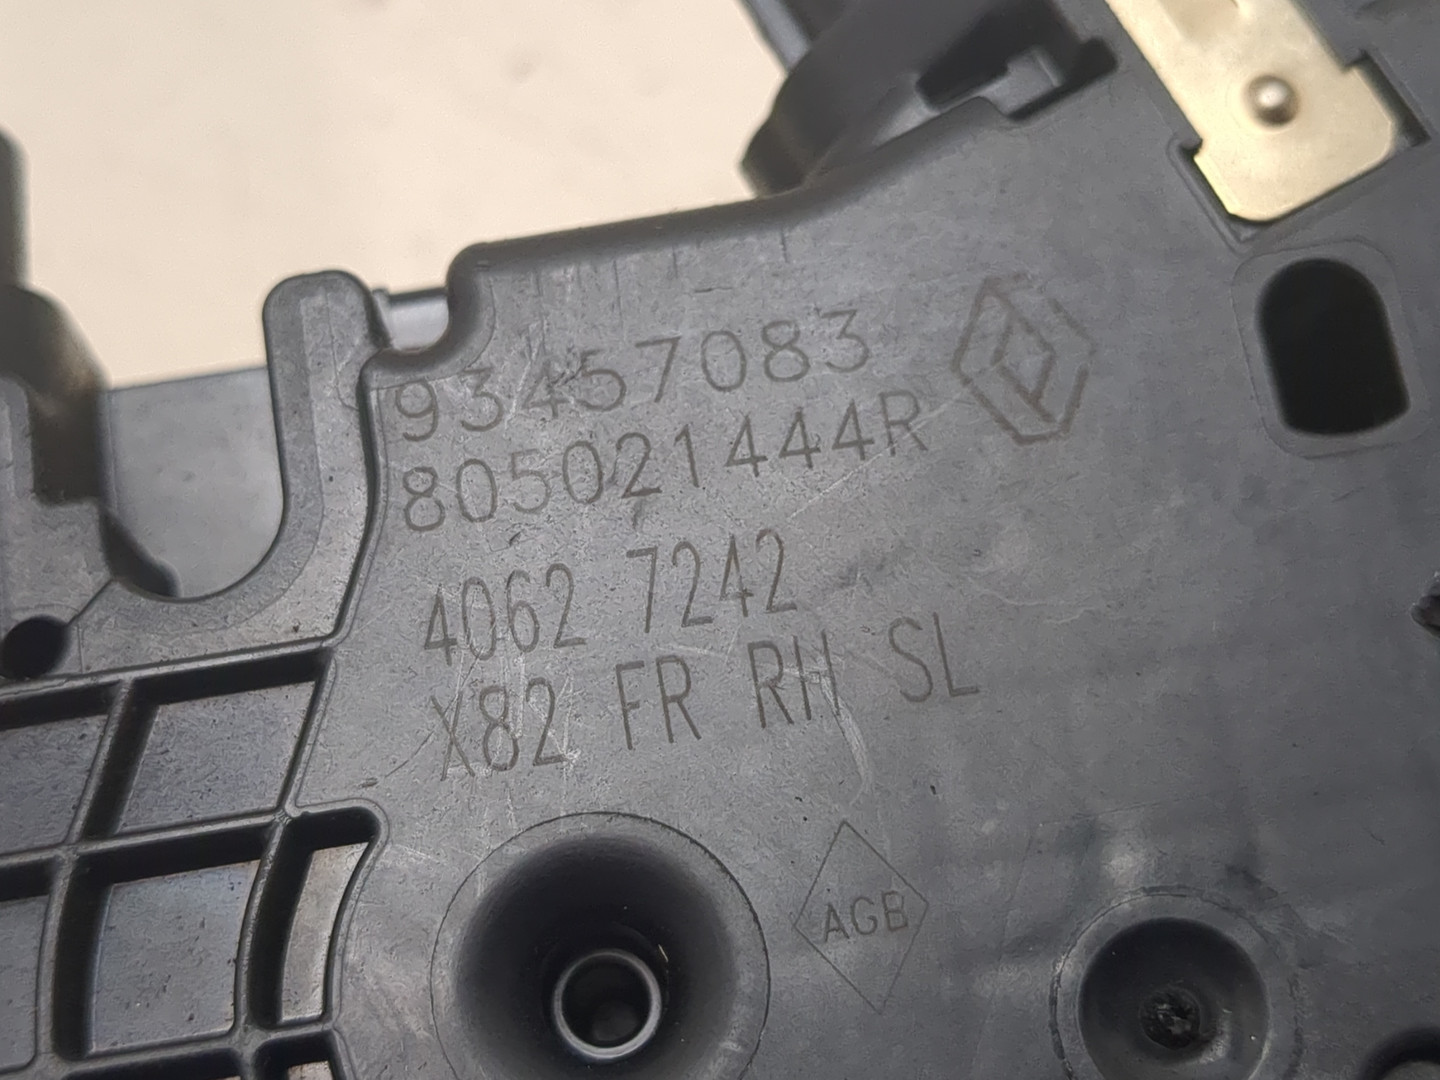 93457083
805021444R
4062 7242
X82 FR RH SL
AGB